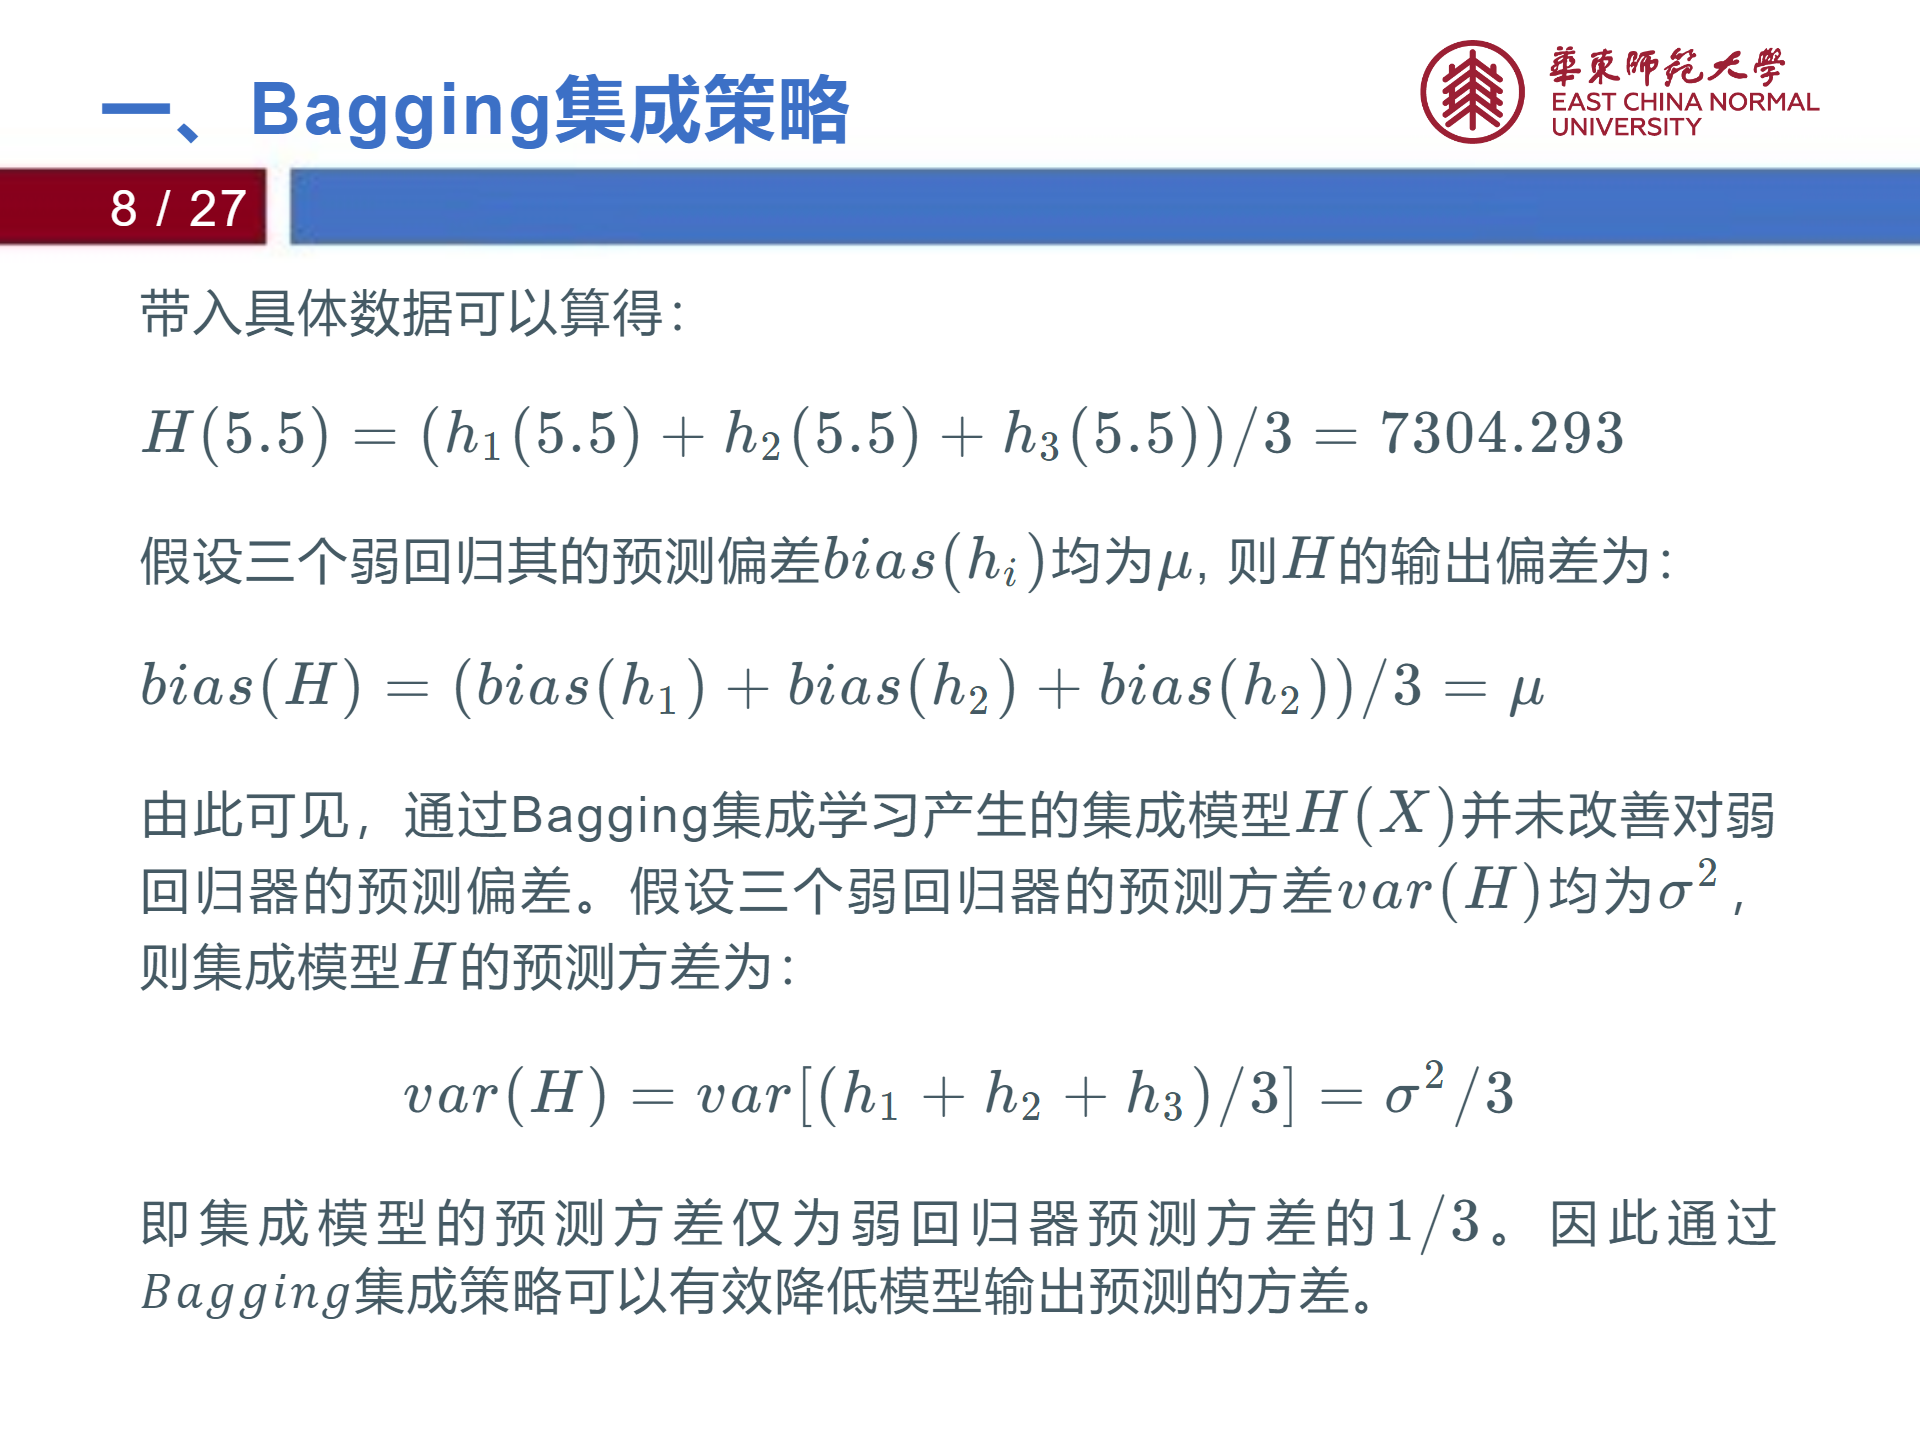 一、Bagging集成策略
華東師範大學
EAST CHINA NORMAL
UNIVERSITY
8 / 27
带入具体数据可以算得：
H(5.5) = (h₁(5.5) + h₂(5.5) + h₃(5.5))/3 = 7304.293
假设三个弱回归其的预测偏差bias(hᵢ)均为μ, 则H的输出偏差为：
bias(H) = (bias(h₁) + bias(h₂) + bias(h₂))/3 = μ
由此可见，通过Bagging集成学习产生的集成模型H(X)并未改善对弱
回归器的预测偏差。假设三个弱回归器的预测方差var(H)均为σ²，
则集成模型H的预测方差为：
var(H) = var[(h₁ + h₂ + h₃)/3] = σ²/3
即集成模型的预测方差仅为弱回归器预测方差的1/3。因此通过
Bagging集成策略可以有效降低模型输出预测的方差。